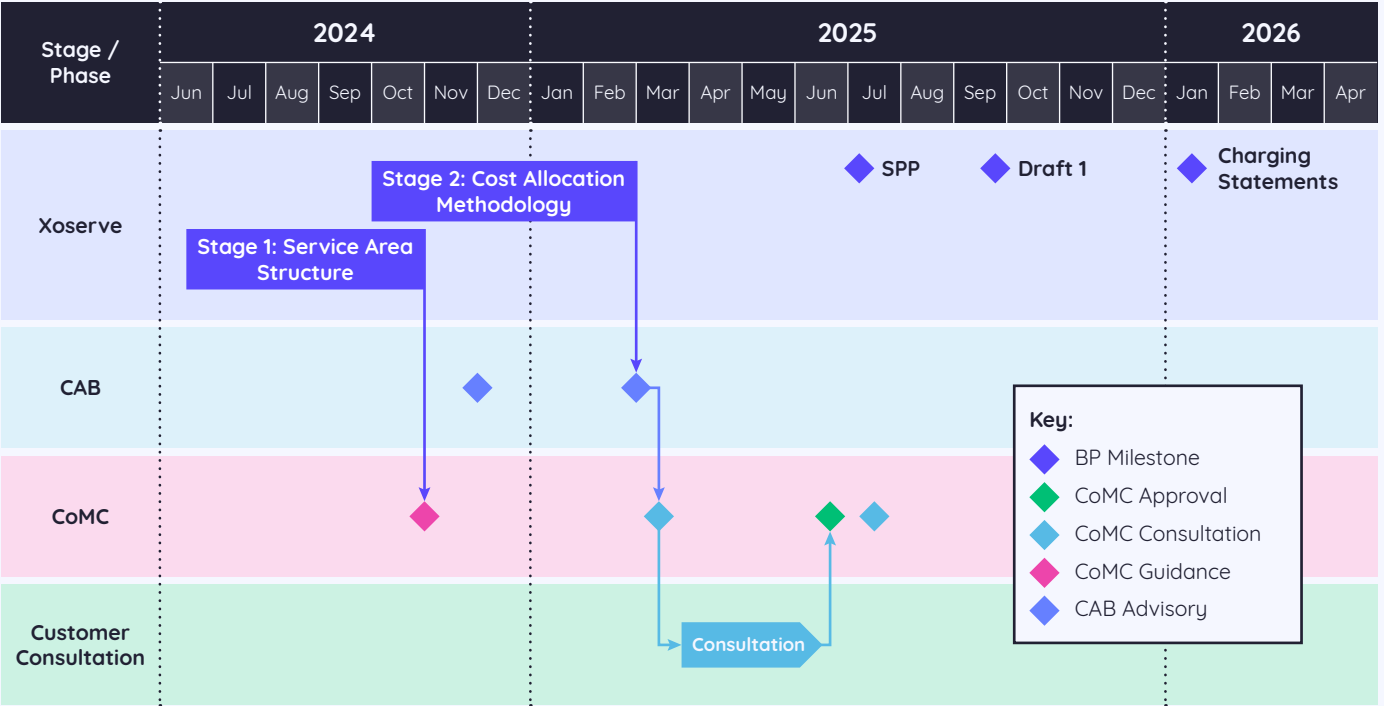 Stage /
Phase
2024
2025
2026
Jun
Jul
Aug
Sep
Oct
Nov
Dec
Jan
Feb
Mar
Apr
May
Jun
Jul
Aug
Sep
Oct
Nov
Dec
Jan
Feb
Mar
Apr
Xoserve
Stage 2: Cost Allocation
Methodology
Stage 1: Service Area
Structure
SPP
Draft 1
Charging
Statements
CAB
CoMC
Customer
Consultation
Consultation
Key:
BP Milestone
CoMC Approval
CoMC Consultation
CoMC Guidance
CAB Advisory